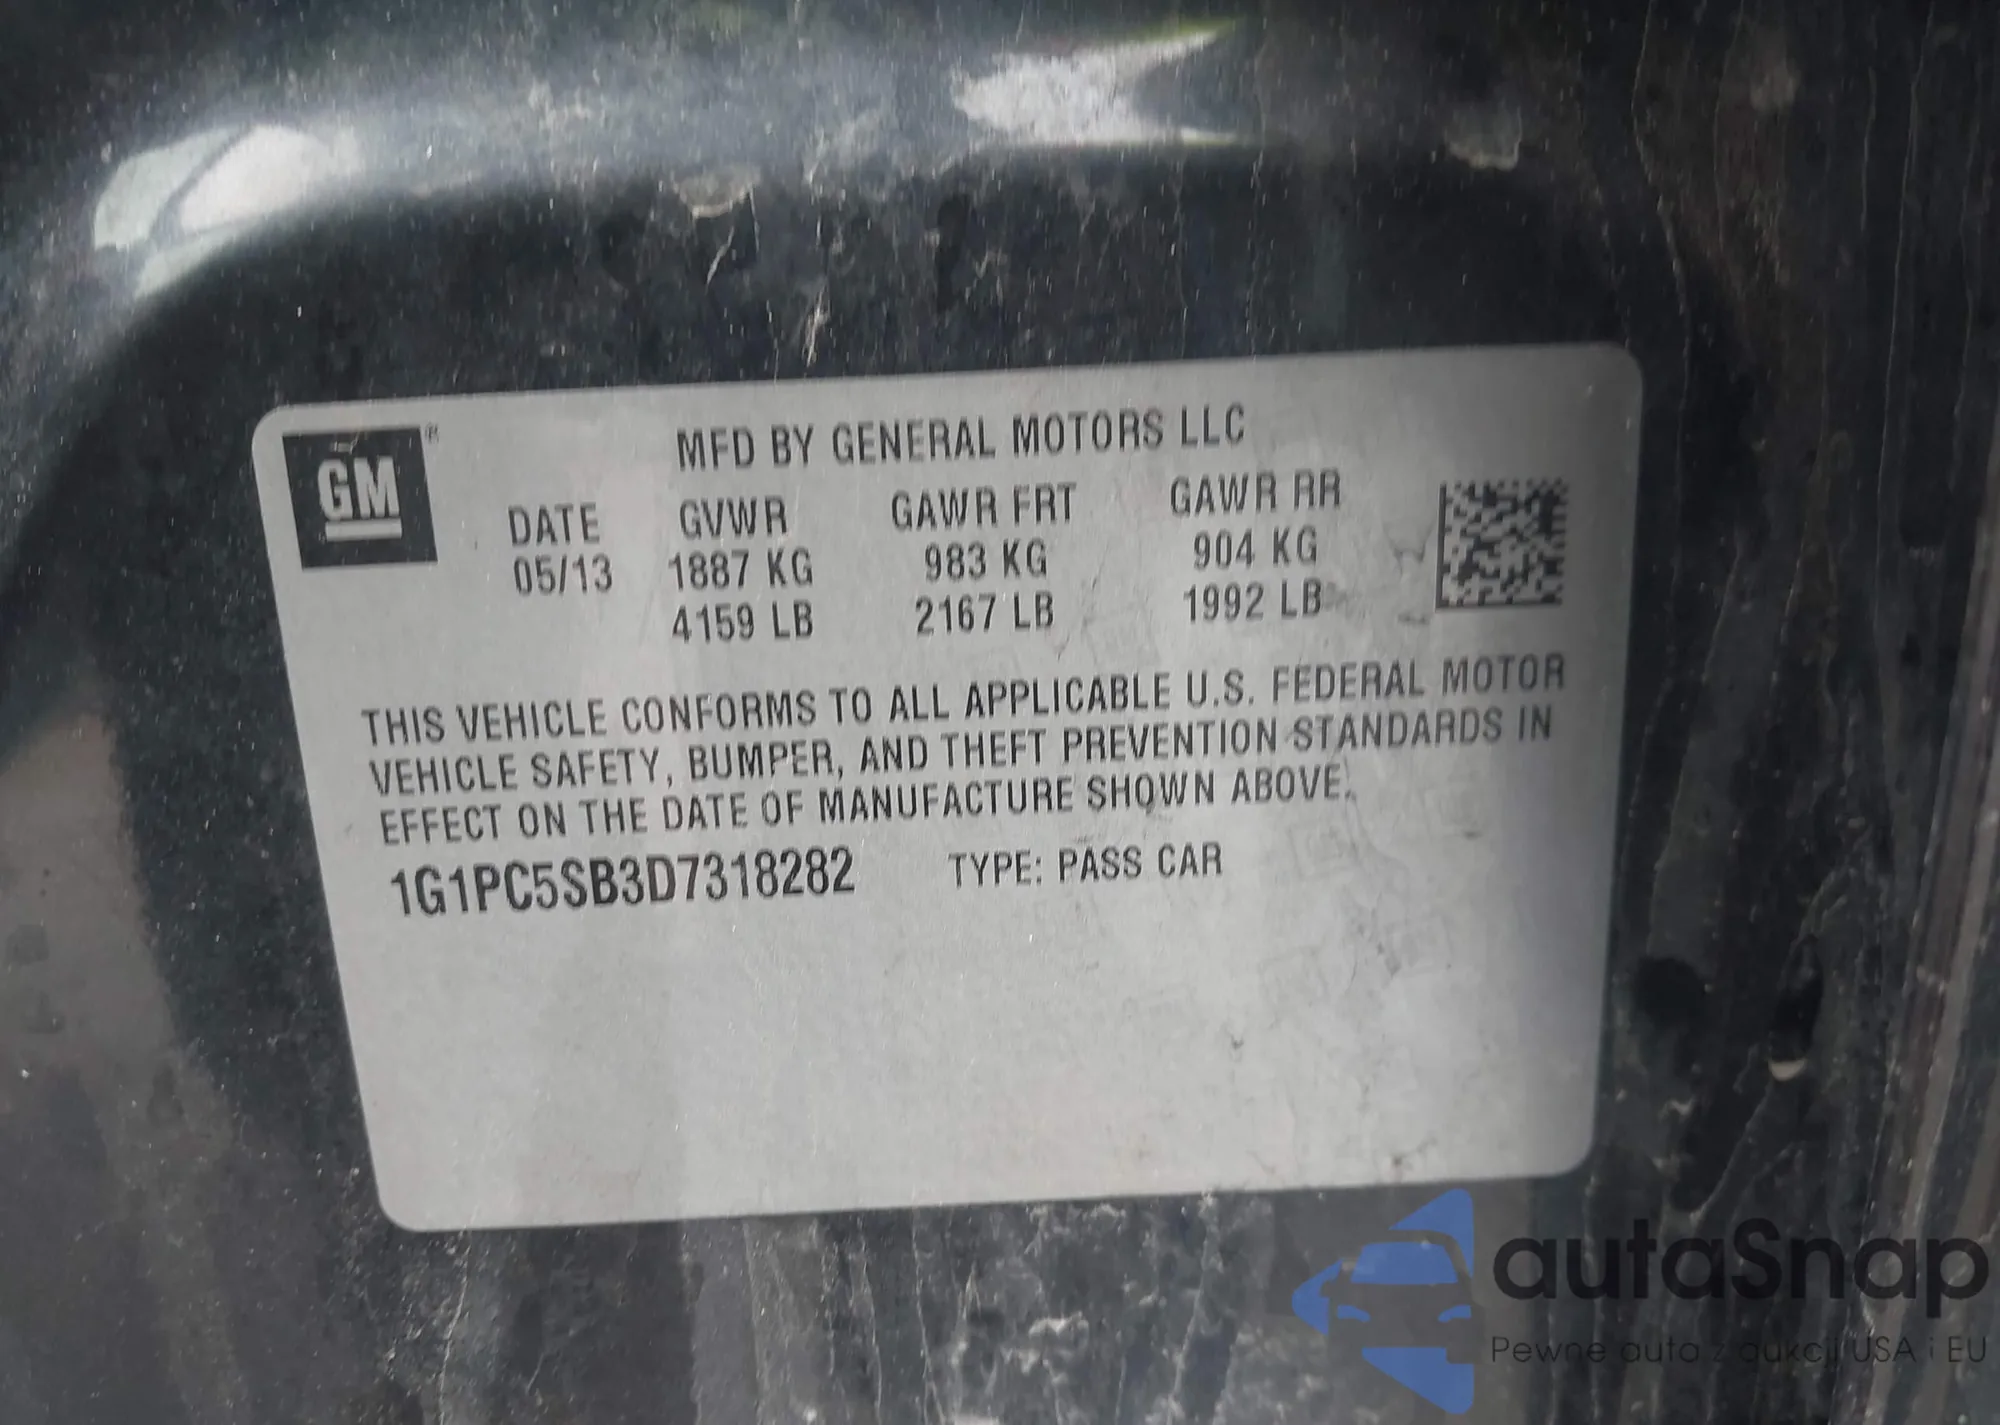 GM®
MFD BY GENERAL MOTORS LLC
DATE GVWR GAWR FRT GAWR RR
05/13 1887 KG 983 KG 904 KG
4159 LB 2167 LB 1992 LB
THIS VEHICLE CONFORMS TO ALL APPLICABLE U.S. FEDERAL MOTOR
VEHICLE SAFETY, BUMPER, AND THEFT PREVENTION STANDARDS IN
EFFECT ON THE DATE OF MANUFACTURE SHOWN ABOVE.
1G1PC5SB3D7318282 TYPE: PASS CAR
autaSnap
Pewne auta z aukcji USA i EU